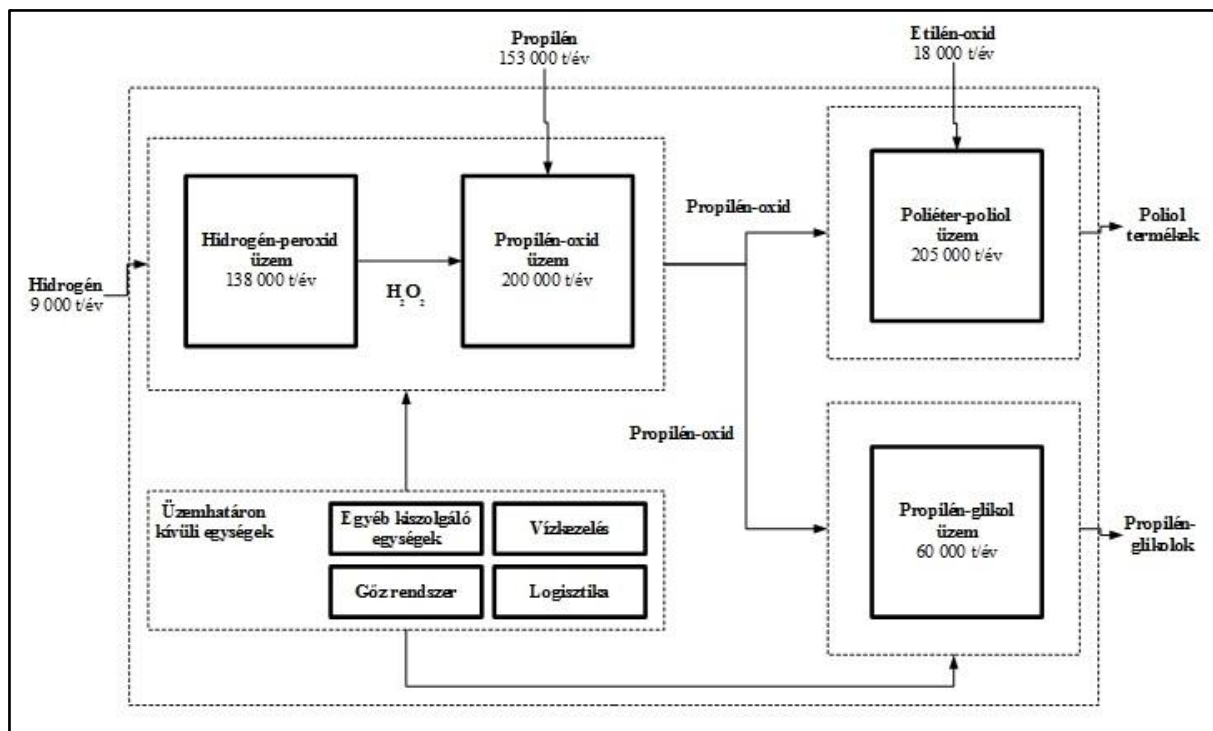 Propilén
153 000 t/év
Etilén-oxid
18 000 t/év
Hidrogén
9 000 t/év
Hidrogén-peroxid
üzem
138 000 t/év
H₂O₂
Propilén-oxid
üzem
200 000 t/év
Propilén-oxid
Poliéter-poliol
üzem
205 000 t/év
Poliol
termékek
Propilén-oxid
Propilén-glikol
üzem
60 000 t/év
Propilén-
glikolok
Üzemhatáron
kívüli egységek
Egyéb kiszolgáló
egységek
Vízkezelés
Gőz rendszer
Logisztika